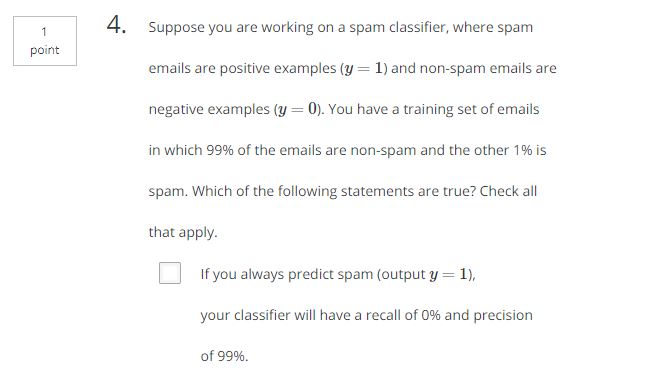 1
point
4.
Suppose you are working on a spam classifier, where spam
emails are positive examples (y = 1) and non-spam emails are
negative examples (y = 0). You have a training set of emails
in which 99% of the emails are non-spam and the other 1% is
spam. Which of the following statements are true? Check all
that apply.
If you always predict spam (output y = 1),
your classifier will have a recall of 0% and precision
of 99%.